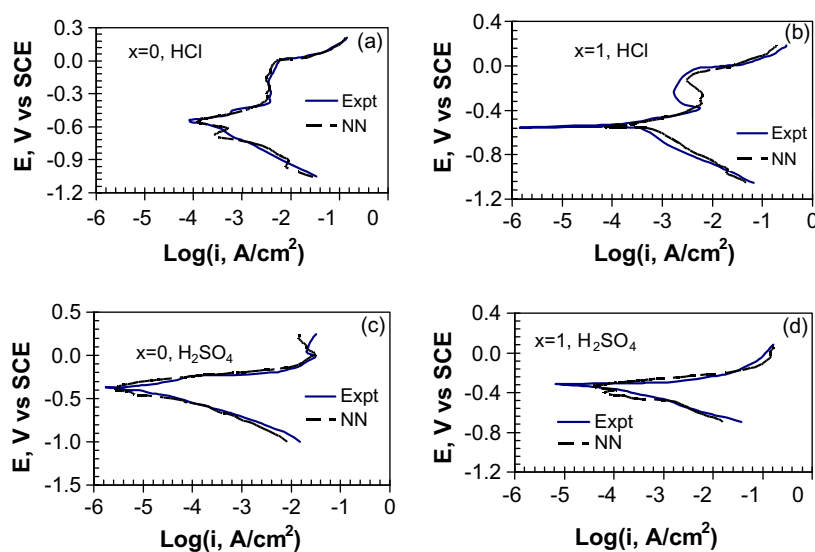 0.3
0.0
-0.3
-0.6
-0.9
-1.2
E, V vs SCE
x=0, HCl
(a)
Expt
NN
-6 -5 -4 -3 -2 -1 0
Log(i, A/cm²)
0.4
0.0
-0.4
-0.8
-1.2
E, V vs SCE
x=1, HCl
(b)
Expt
NN
-6 -5 -4 -3 -2 -1 0
Log(i, A/cm²)
0.5
0.0
-0.5
-1.0
-1.5
E, V vs SCE
x=0, H₂SO₄
(c)
Expt
NN
-6 -5 -4 -3 -2 -1 0
Log(i, A/cm²)
0.4
0.0
-0.4
-0.8
-1.2
E, V vs SCE
x=1, H₂SO₄
(d)
Expt
NN
-6 -5 -4 -3 -2 -1 0
Log(i, A/cm²)